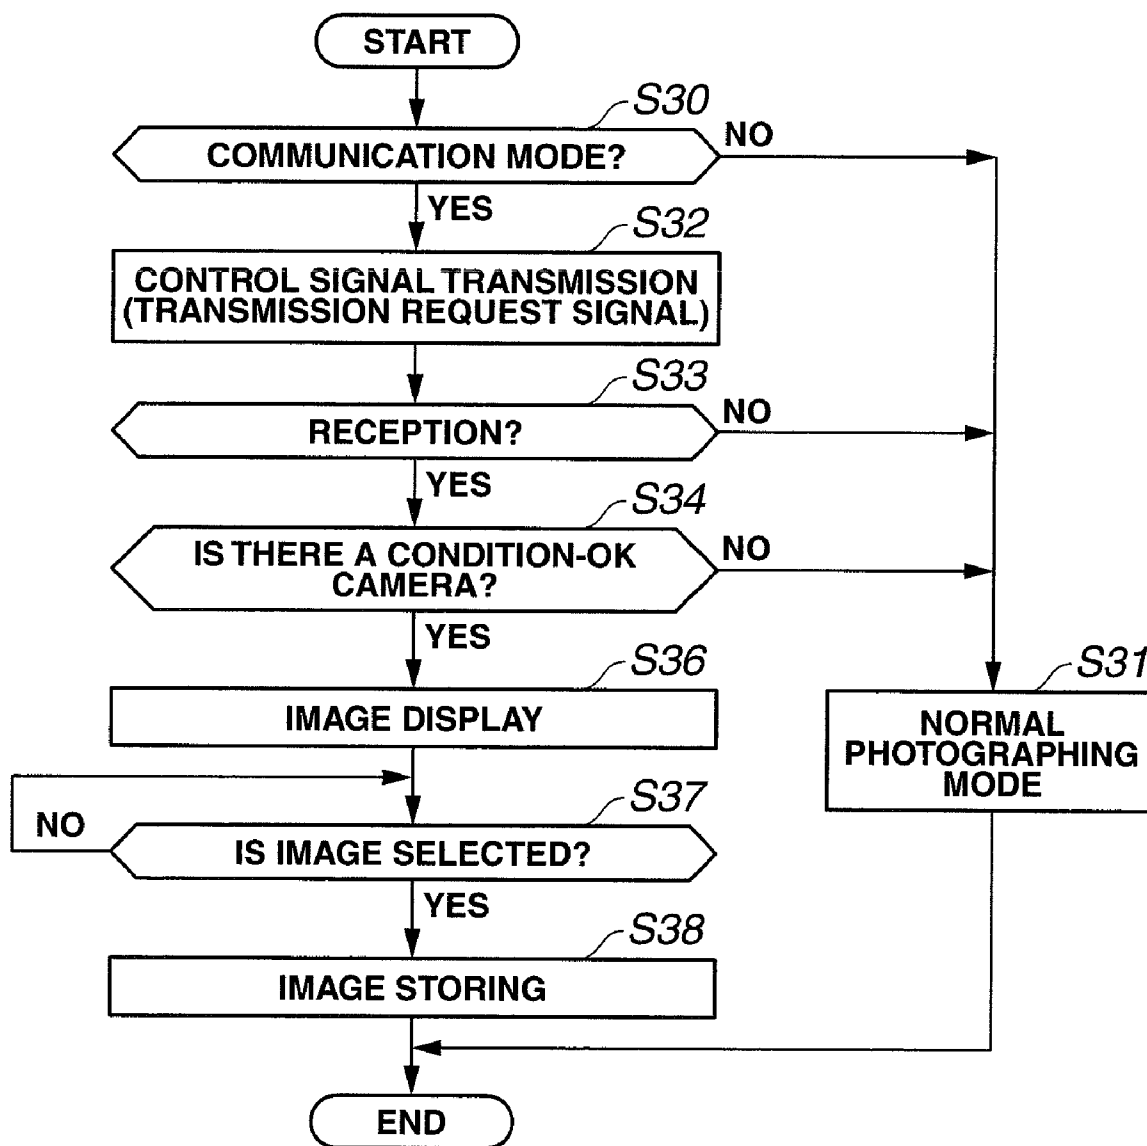 START
S30
COMMUNICATION MODE?
NO
YES
S32
CONTROL SIGNAL TRANSMISSION
(TRANSMISSION REQUEST SIGNAL)
S33
RECEPTION?
NO
YES
S34
IS THERE A CONDITION-OK
CAMERA?
NO
YES
S36
IMAGE DISPLAY
S31
NORMAL
PHOTOGRAPHING
MODE
S37
IS IMAGE SELECTED?
NO
YES
S38
IMAGE STORING
END